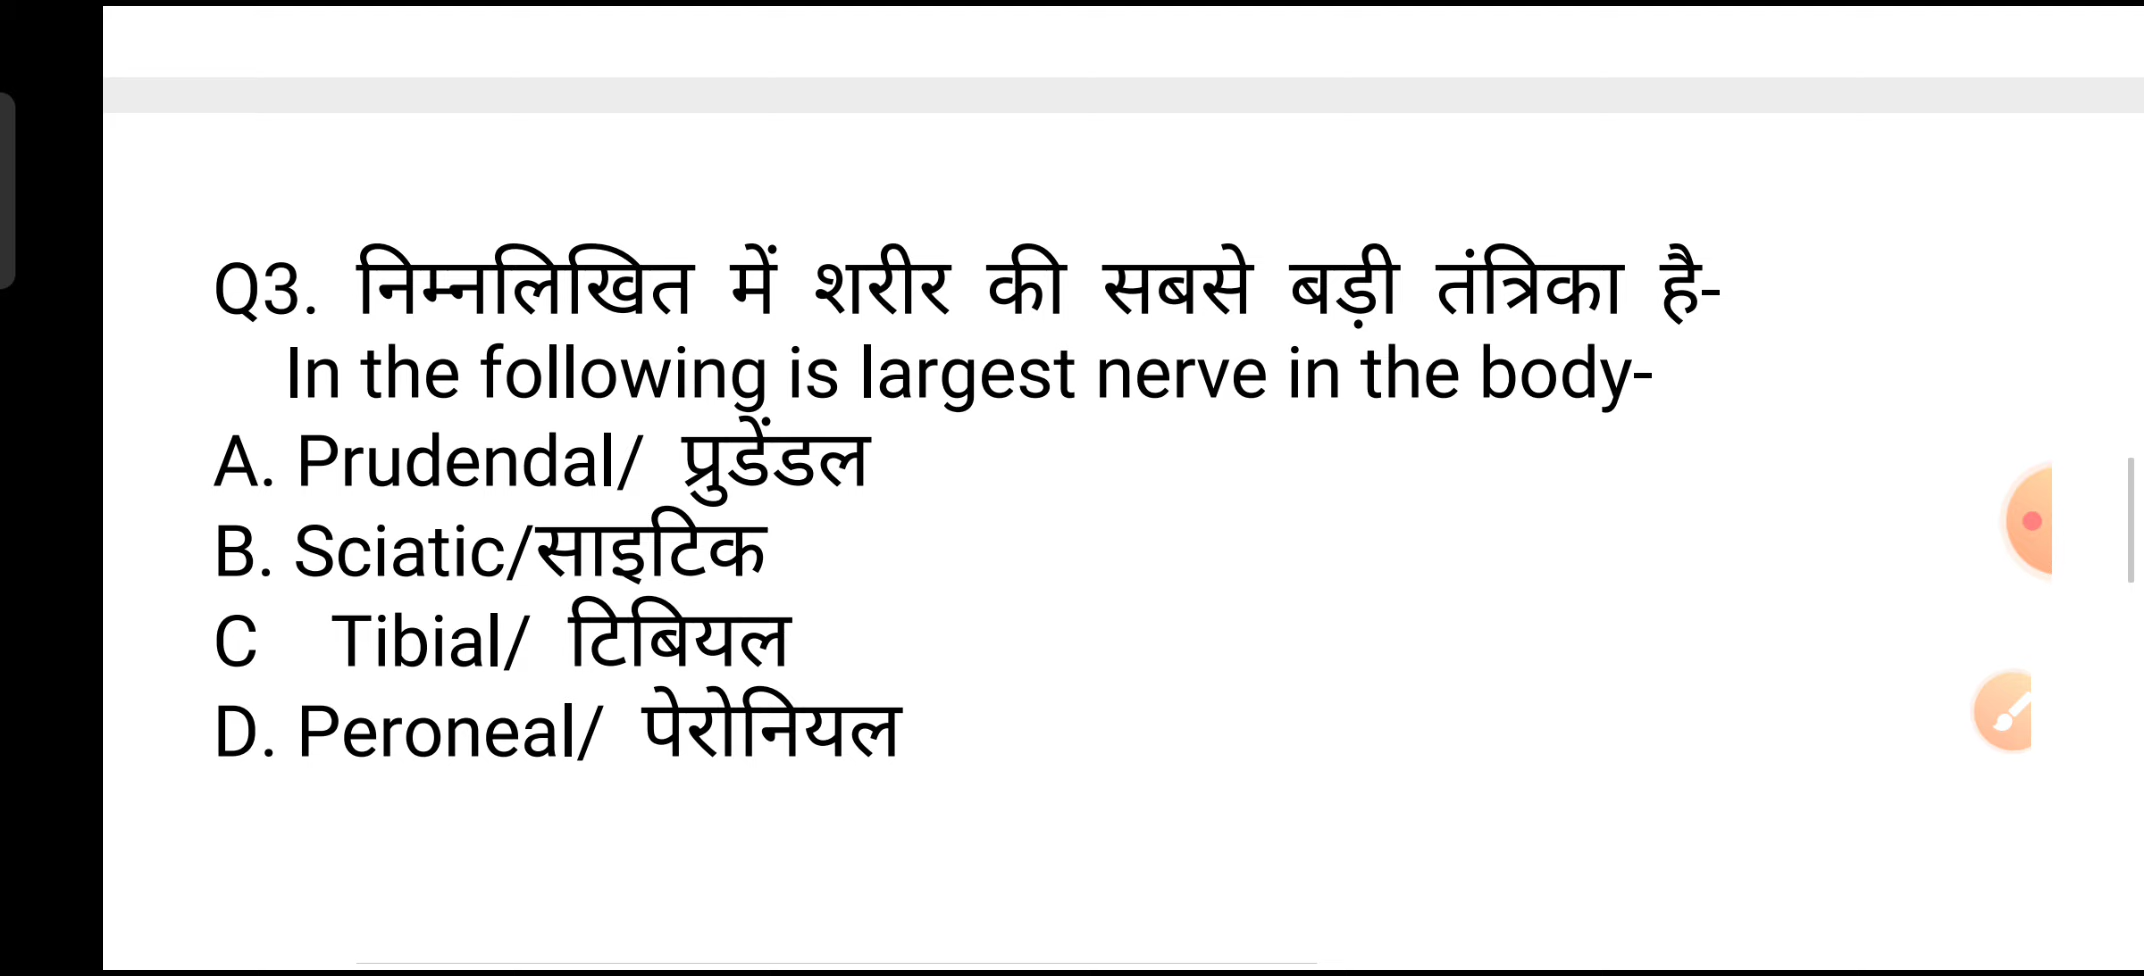 Q3. निम्नलिखित में शरीर की सबसे बड़ी तंत्रिका है-
In the following is largest nerve in the body-
A. Prudendal/ प्रुडेंडल
B. Sciatic/साइटिक
C Tibial/ टिबियल
D. Peroneal/ पेरोनियल